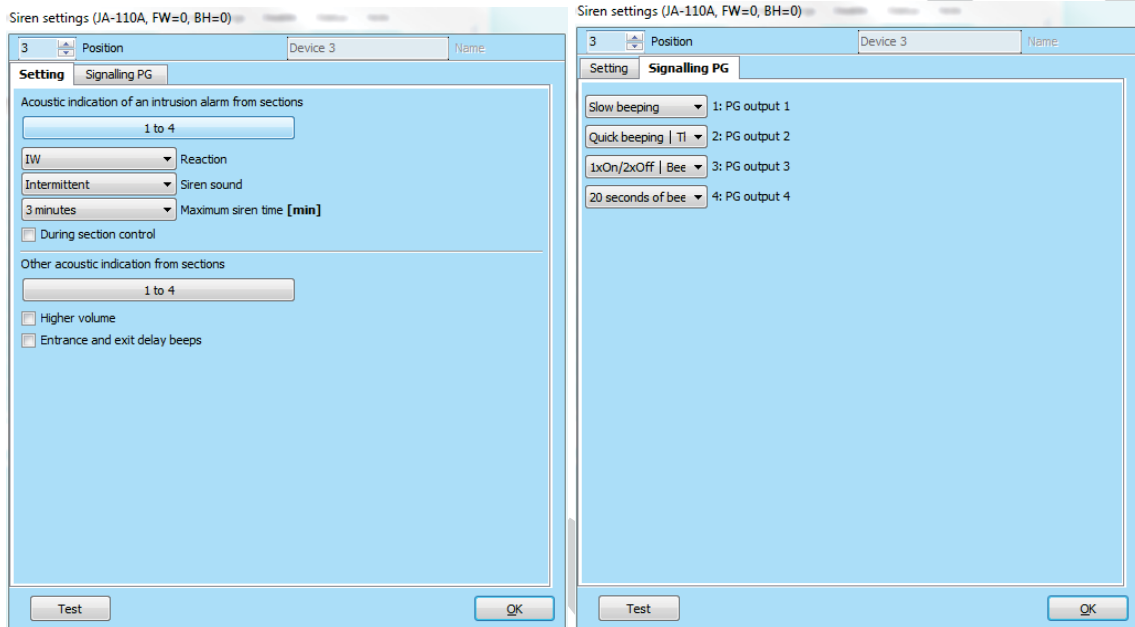 Siren settings (JA-110A, FW=0, BH=0)
3 Position Device 3 Name
Setting Signalling PG
Acoustic indication of an intrusion alarm from sections
1 to 4
IW Reaction
Intermittent Siren sound
3 minutes Maximum siren time [min]
During section control
Other acoustic indication from sections
1 to 4
Higher volume
Entrance and exit delay beeps
Test OK
Siren settings (JA-110A, FW=0, BH=0)
3 Position Device 3 Name
Setting Signalling PG
Slow beeping 1: PG output 1
Quick beeping | Tl 2: PG output 2
1xOn/2xOff | Bee 3: PG output 3
20 seconds of bee 4: PG output 4
Test OK